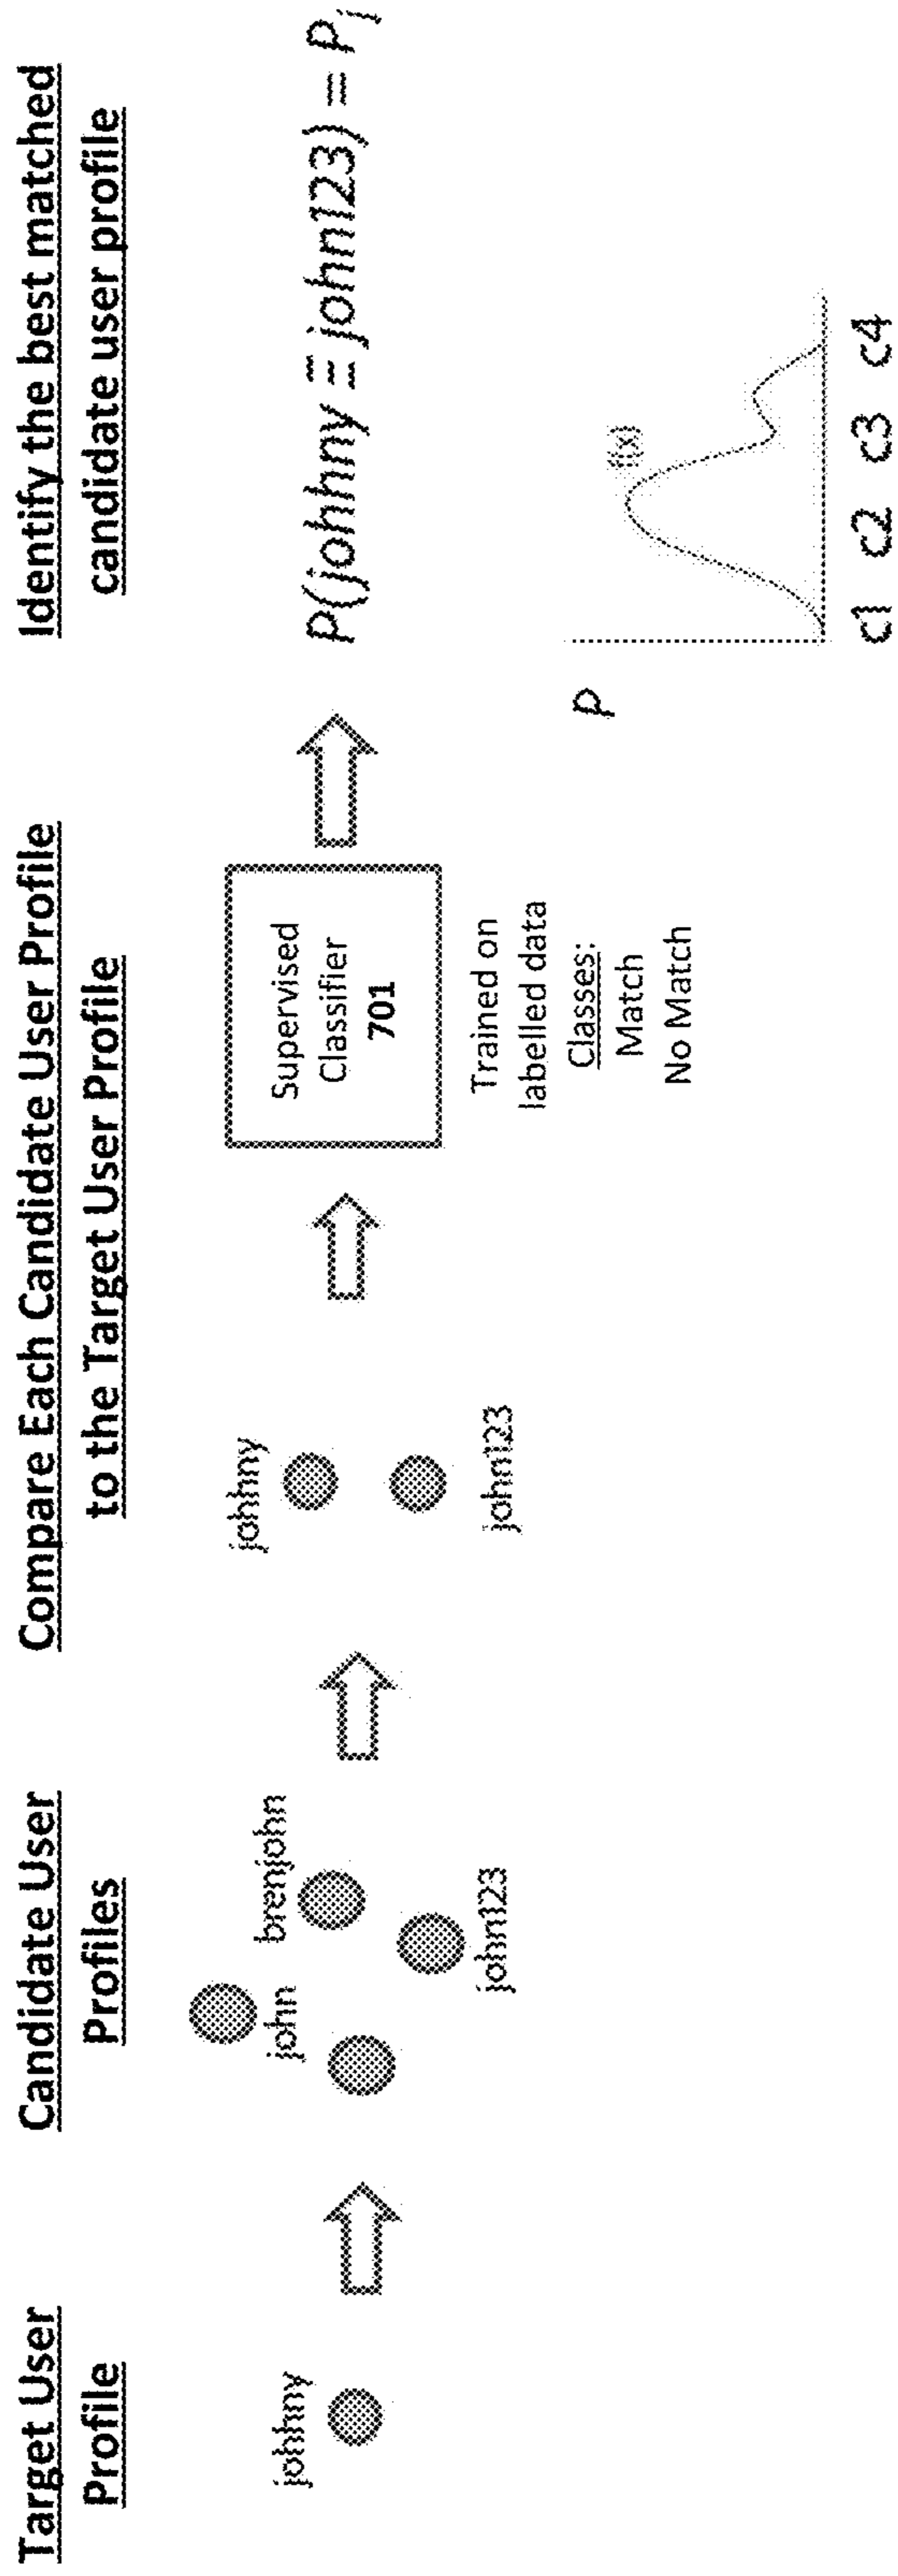 Target User
Profile
johhny
Candidate User
Profiles
john
brenjohn
john123
Compare Each Candidate User Profile
to the Target User Profile
johhny
john123
Supervised
Classifier
701
Trained on
labelled data
Classes:
Match
No Match
Identify the best matched
candidate user profile
P(johhny ≡ john123) = Pj
P
f(x)
c1 c2 c3 c4